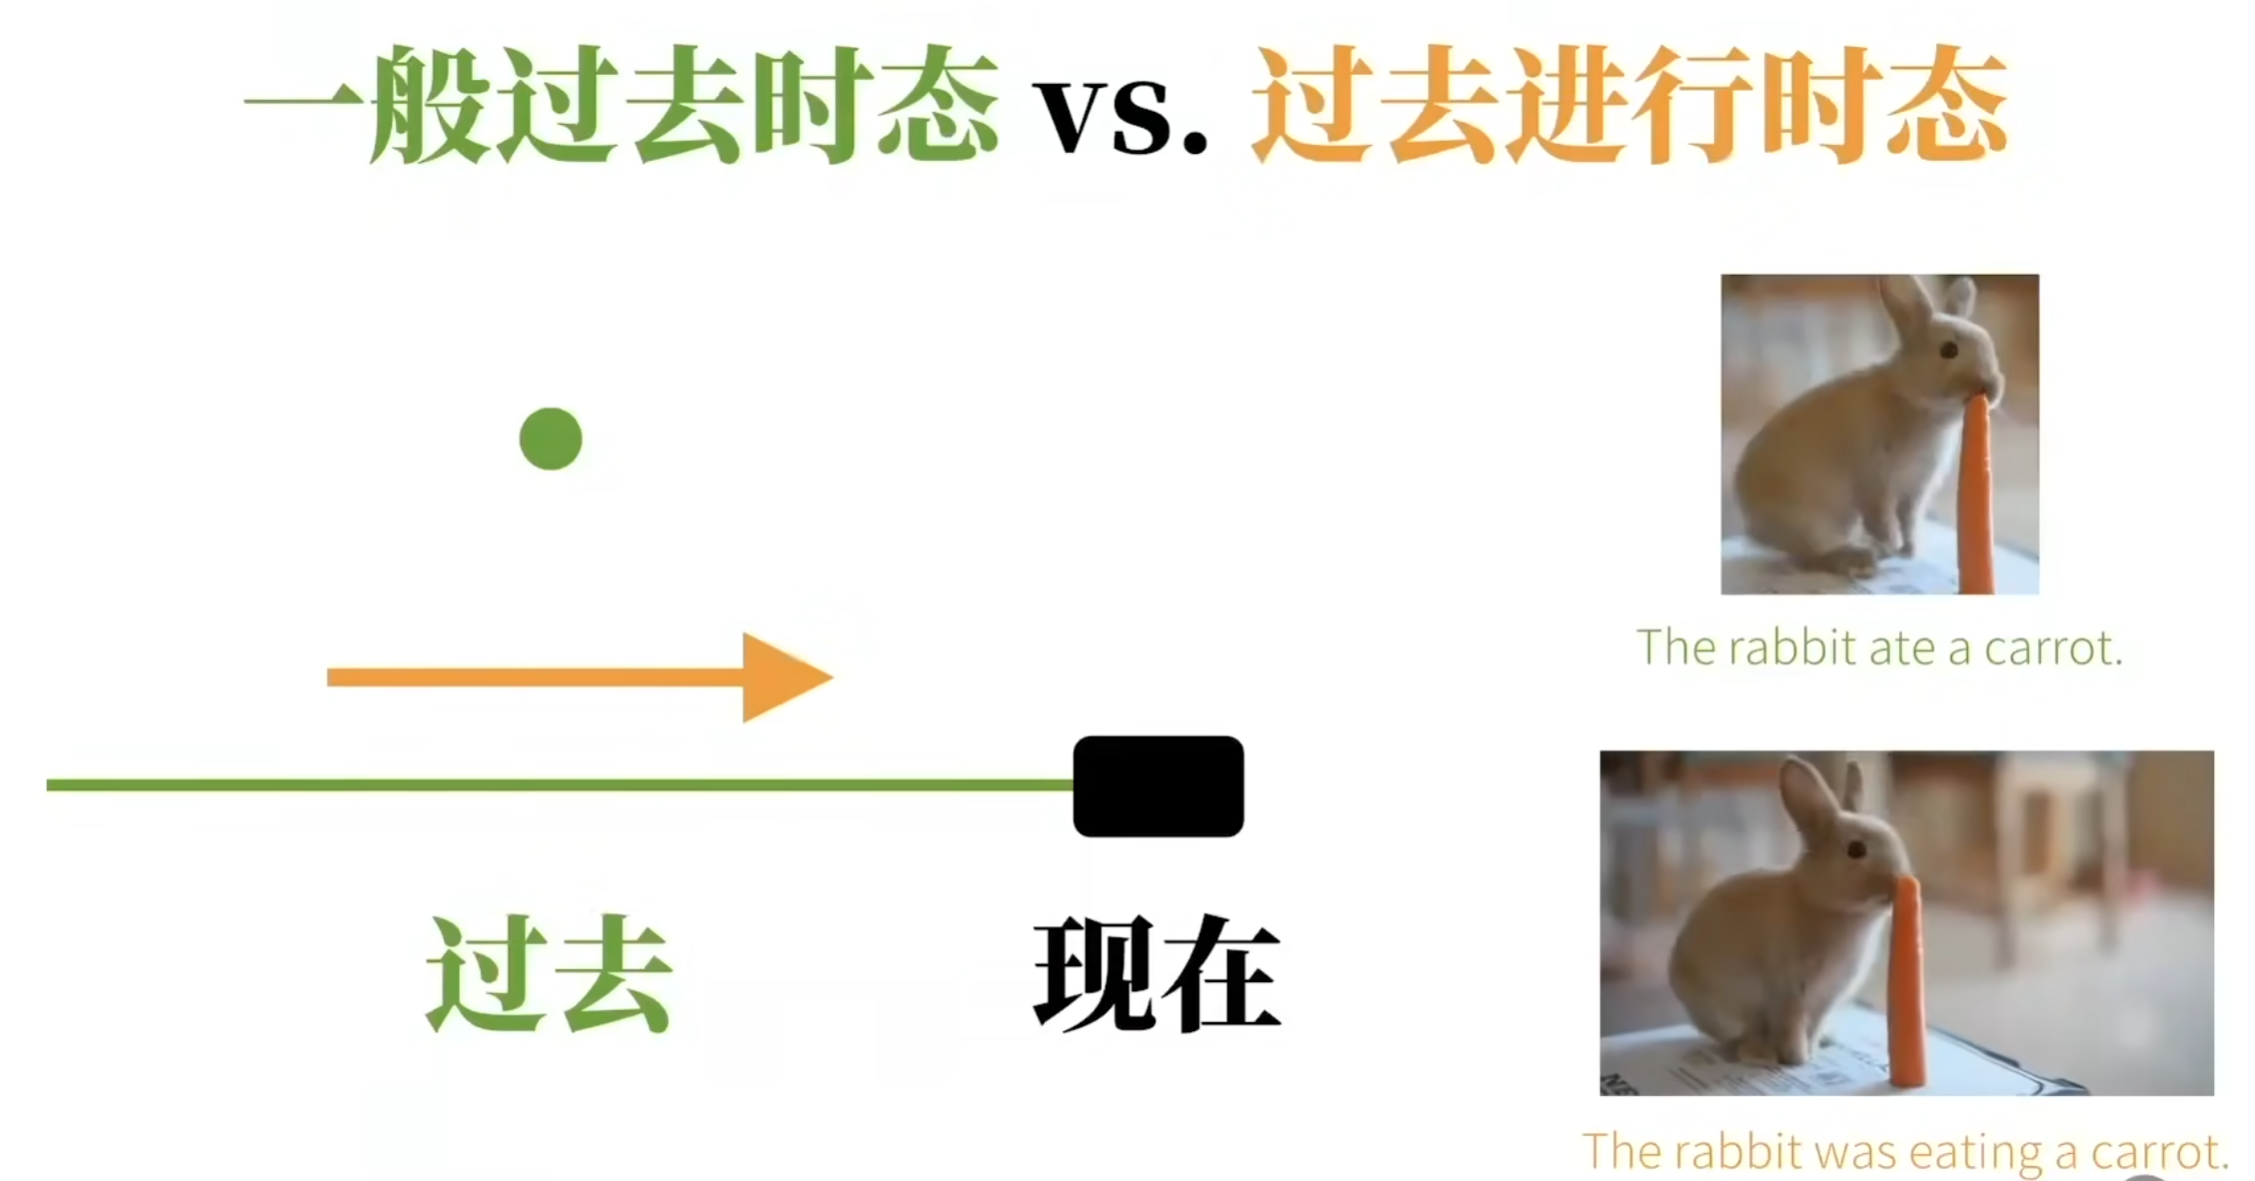 一般过去时态 vs. 过去进行时态
The rabbit ate a carrot.
过去
现在
The rabbit was eating a carrot.